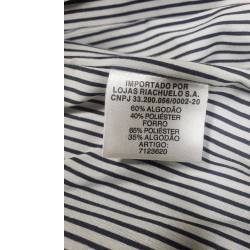 IMPORTADO POR
LOJAS RIACHUELO S.A.
CNPJ 33.200.056/0002-20
60% ALGODÃO
40% POLIÉSTER
FORRO
65% POLIÉSTER
35% ALGODÃO
ARTIGO:
7123620